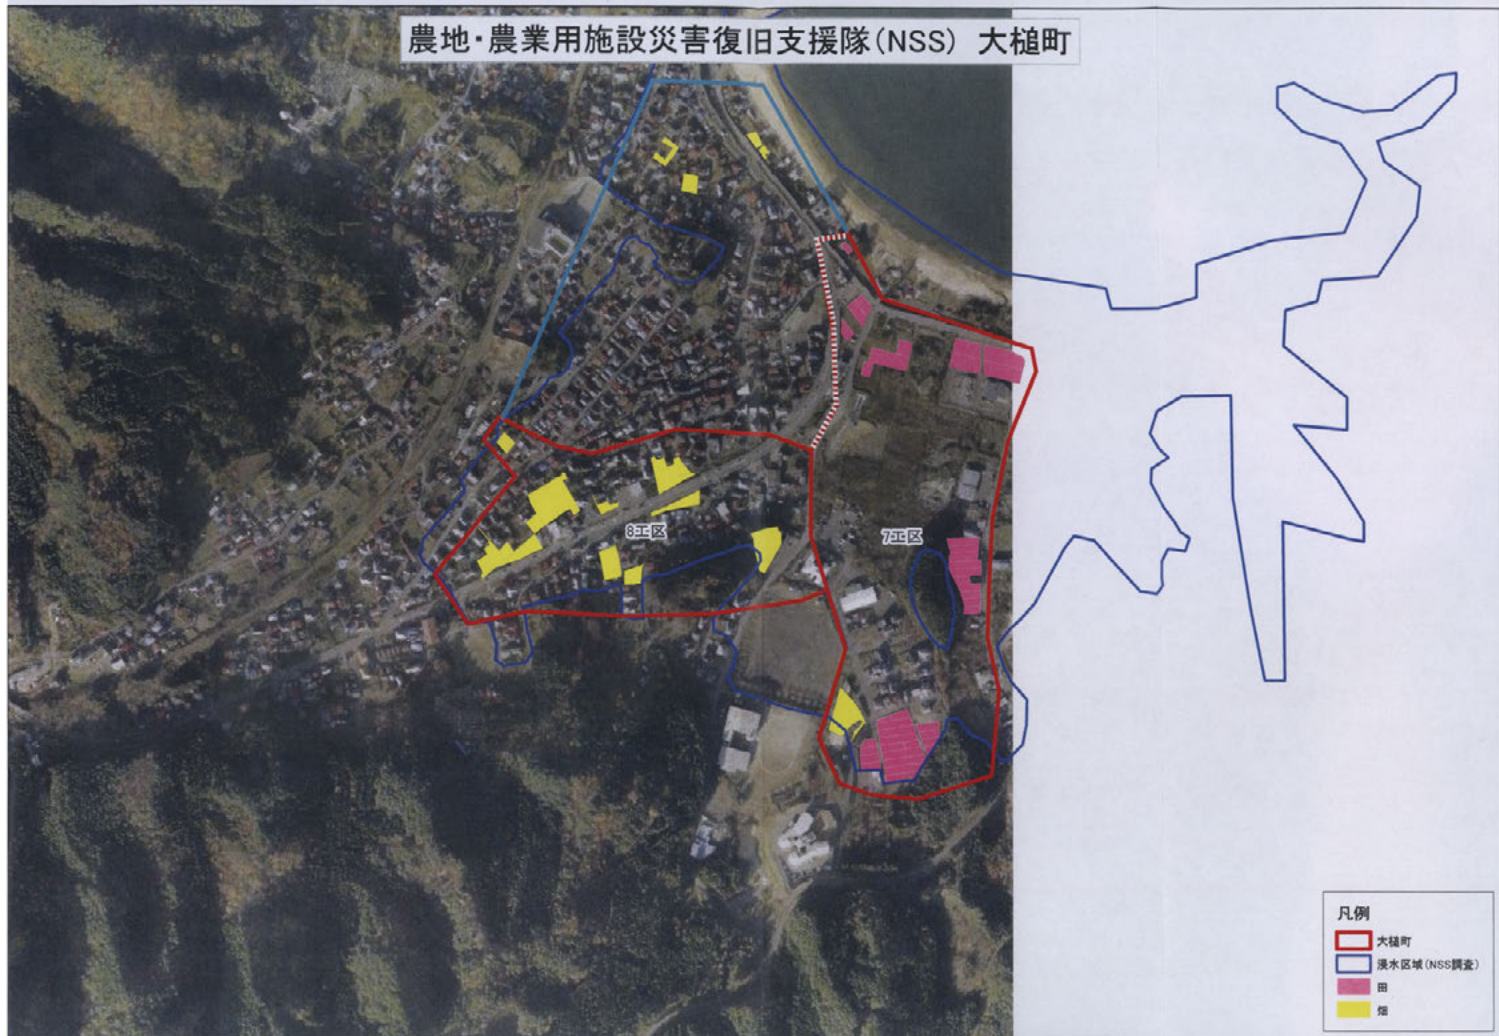 農地・農業用施設災害復旧支援隊(NSS) 大槌町
8工区
7工区
凡例
大槌町
浸水区域(NSS調査)
田
畑